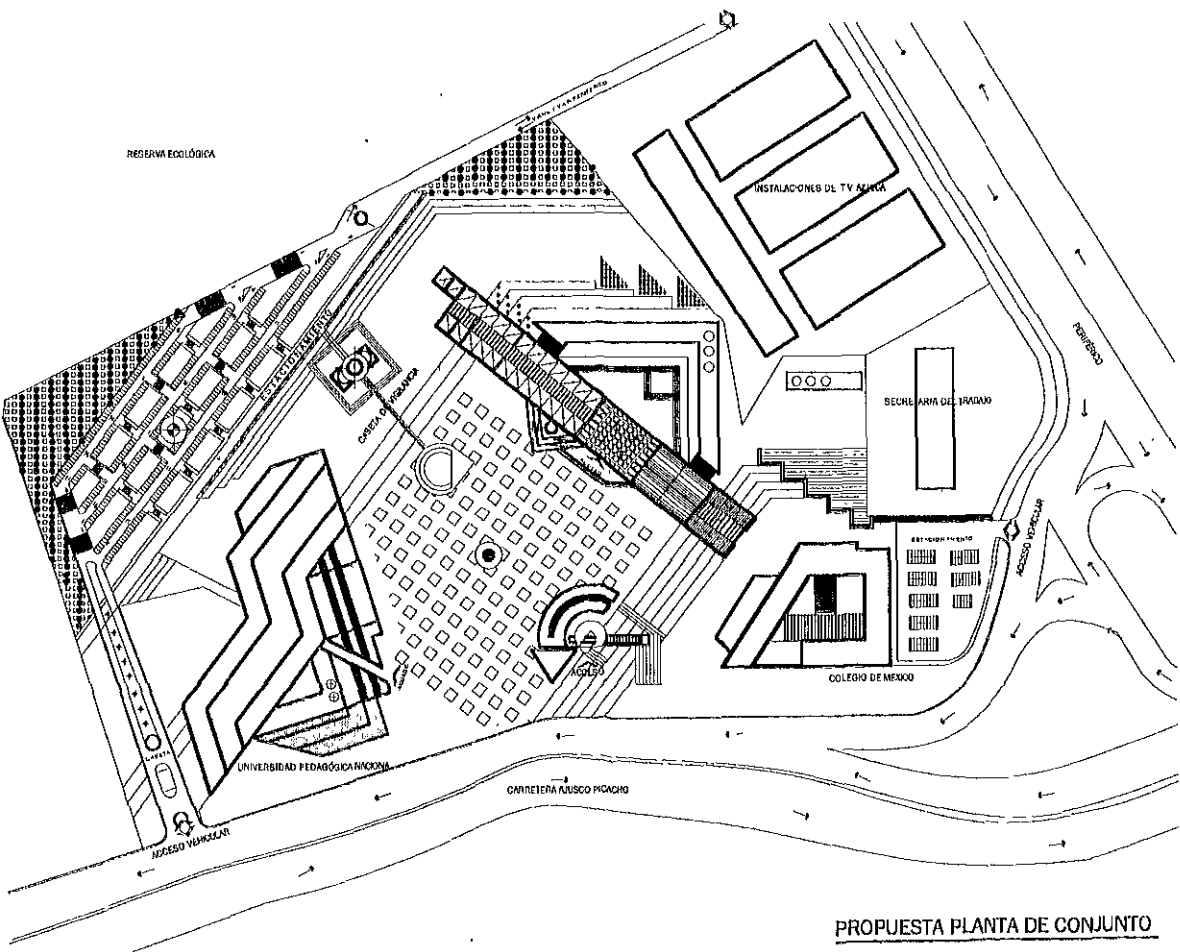 RESERVA ECOLÓGICA
INSTALACIONES DE TV AZTECA
PERIFÉRICO
ESTACIONAMIENTO
CASETA DE VIGILANCIA
SECRETARIA DEL TRABAJO
ESTACIONAMIENTO
ACCESO VEHICULAR
ACCESO
COLEGIO DE MEXICO
UNIVERSIDAD PEDAGÓGICA NACIONAL
CASETA
CARRETERA AJUSCO PICACHO
ACCESO VEHICULAR
PROPUESTA PLANTA DE CONJUNTO